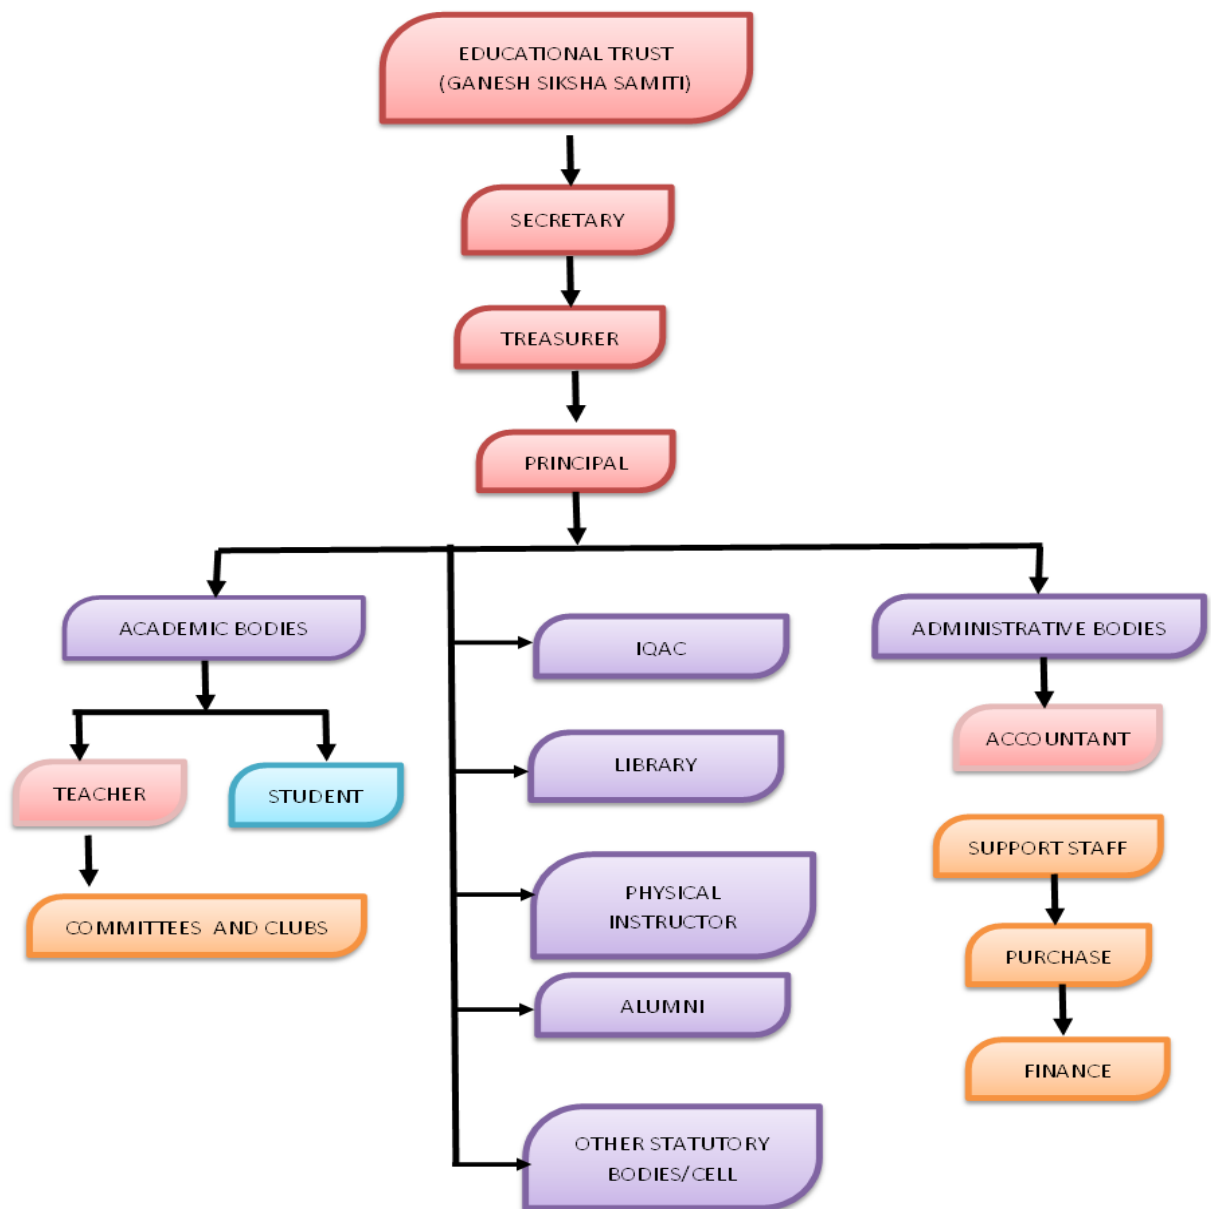 EDUCATIONAL TRUST
(GANESH SIKSHA SAMITI)
SECRETARY
TREASURER
PRINCIPAL
ACADEMIC BODIES
IQAC
ADMINISTRATIVE BODIES
ACCOUNTANT
LIBRARY
TEACHER
STUDENT
SUPPORT STAFF
PHYSICAL
INSTRUCTOR
COMMITTEES AND CLUBS
PURCHASE
ALUMNI
FINANCE
OTHER STATUTORY
BODIES/CELL